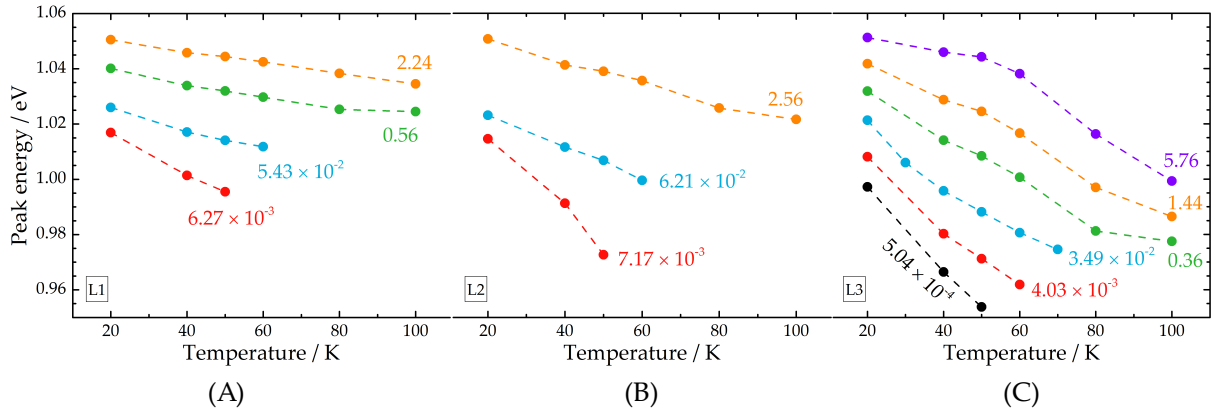 1.06
1.04
1.02
1.00
0.98
0.96
Peak energy / eV
2.24
0.56
5.43 × 10⁻²
6.27 × 10⁻³
L1
20 40 60 80 100
Temperature / K
(A)
2.56
6.21 × 10⁻²
7.17 × 10⁻³
L2
20 40 60 80 100
Temperature / K
(B)
5.76
1.44
0.36
3.49 × 10⁻²
4.03 × 10⁻³
5.04 × 10⁻⁴
L3
20 40 60 80 100
Temperature / K
(C)